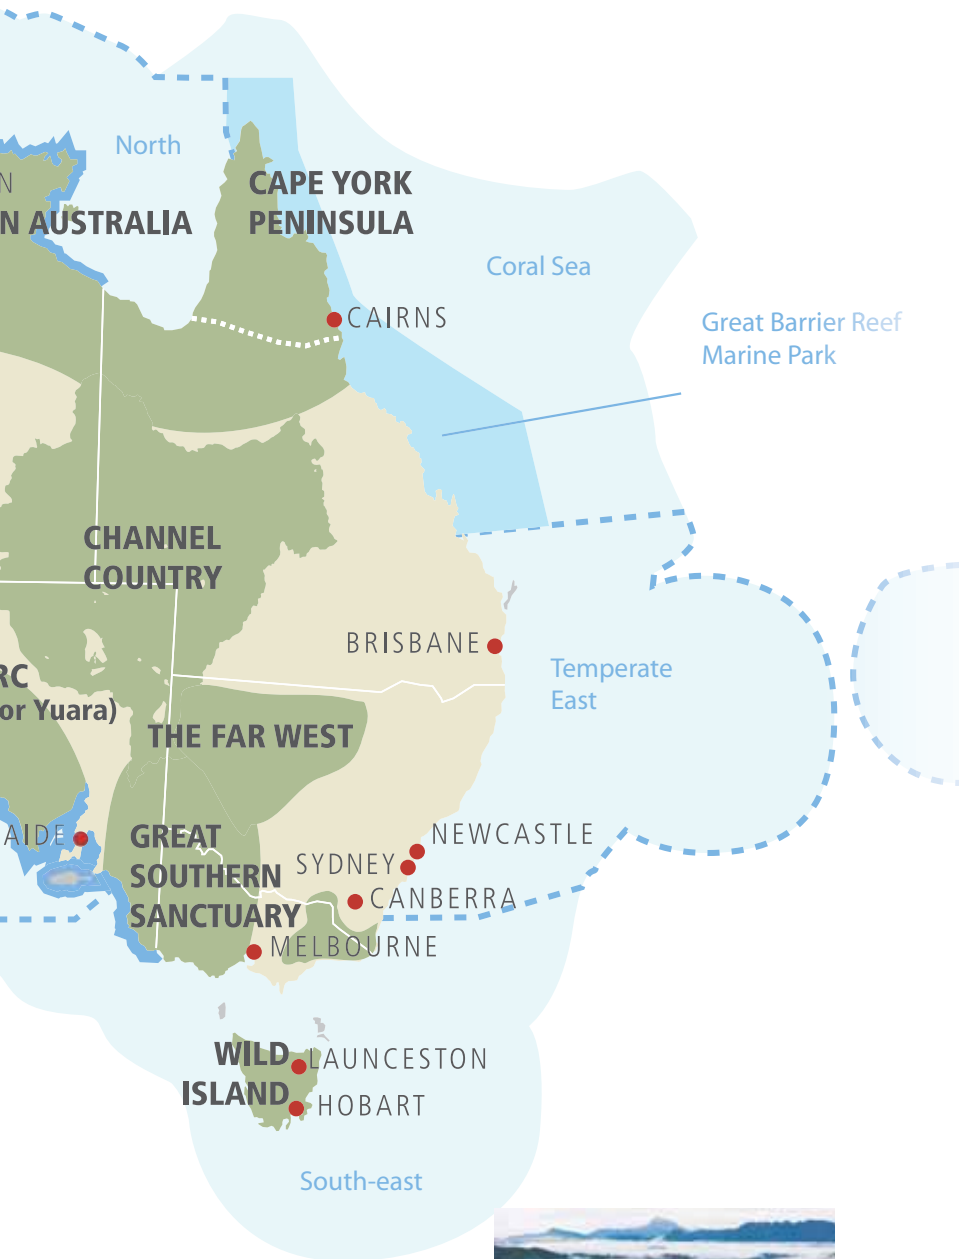 North
N
N AUSTRALIA
CAPE YORK
PENINSULA
Coral Sea
CAIRNS
Great Barrier Reef
Marine Park
CHANNEL
COUNTRY
BRISBANE
Temperate
East
RC
or Yuara)
THE FAR WEST
AIDE
GREAT
SOUTHERN
SANCTUARY
NEWCASTLE
SYDNEY
CANBERRA
MELBOURNE
WILD
ISLAND
LAUNCESTON
HOBART
South-east